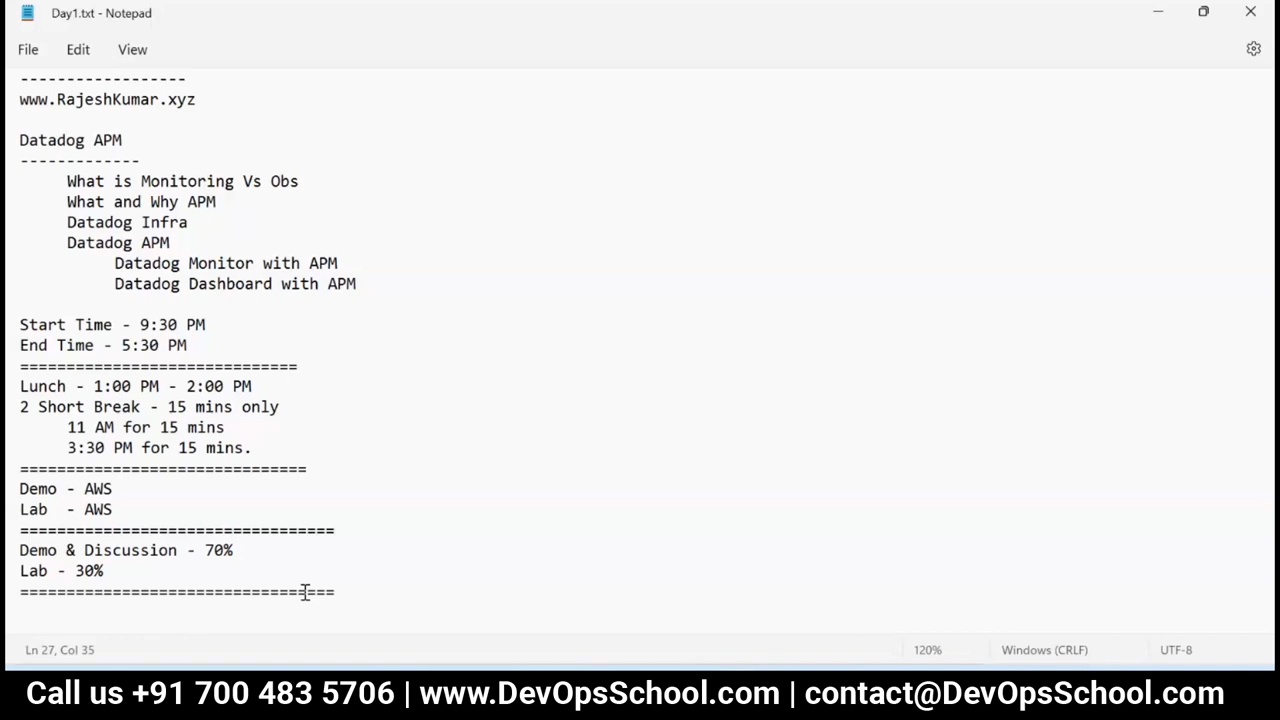 Day1.txt - Notepad
File Edit View
------------------
www.RajeshKumar.xyz
Datadog APM
-------------
What is Monitoring Vs Obs
What and Why APM
Datadog Infra
Datadog APM
Datadog Monitor with APM
Datadog Dashboard with APM
Start Time - 9:30 PM
End Time - 5:30 PM
==============================
Lunch - 1:00 PM - 2:00 PM
2 Short Break - 15 mins only
11 AM for 15 mins
3:30 PM for 15 mins.
===============================
Demo - AWS
Lab  - AWS
==================================
Demo & Discussion - 70%
Lab - 30%
==================================
Ln 27, Col 35 120% Windows (CRLF) UTF-8
Call us +91 700 483 5706 | www.DevOpsSchool.com | contact@DevOpsSchool.com